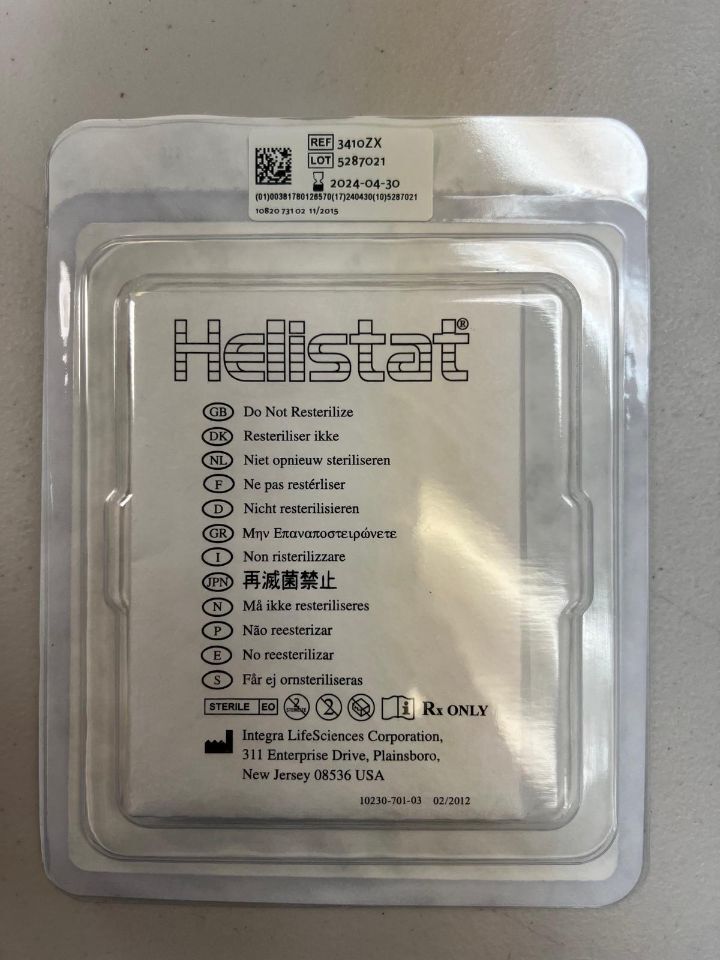 REF 3410ZX
LOT 5287021
2024-04-30
(01)00381780126570(17)240430(10)5287021
10820 731 02 11/2015
Helistat®
GB Do Not Resterilize
DK Resteriliser ikke
NL Niet opnieuw steriliseren
F Ne pas restérliser
D Nicht resterilisieren
GR Μην Επαναποστειρώνετε
I Non risterilizzare
JPN 再滅菌禁止
N Må ikke resteriliseres
P Não reesterizar
E No reesterilizar
S Får ej ornsteriliseras
STERILE EO 2 i Rx ONLY
Integra LifeSciences Corporation,
311 Enterprise Drive, Plainsboro,
New Jersey 08536 USA
10230-701-03 02/2012